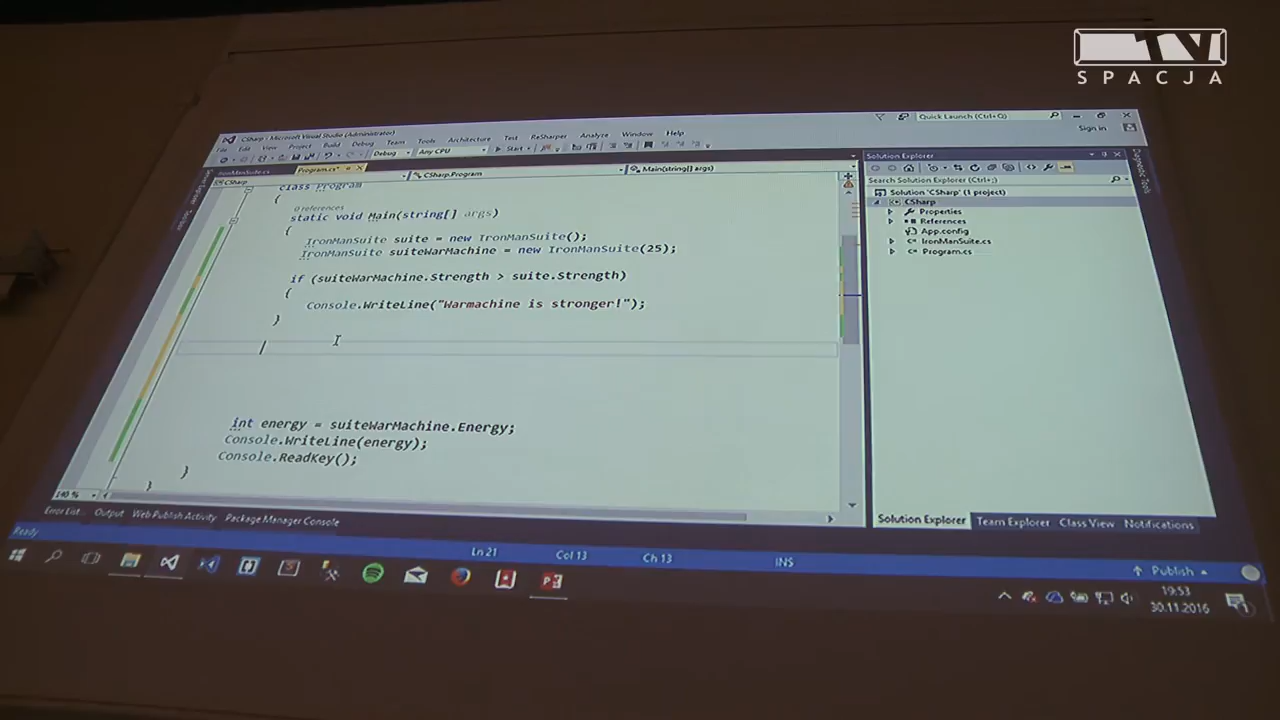 TV
SPACJA
CSharp - Microsoft Visual Studio (Administrator)
Quick Launch (Ctrl+Q)
File Edit View Project Build Debug Team Tools Architecture Test ReSharper Analyze Window Help
Sign in
Debug Any CPU Start
IronManSuite.cs Program.cs*
CSharp CSharp.Program Main(string[] args)
class Program
{
0 references
static void Main(string[] args)
{
IronManSuite suite = new IronManSuite();
IronManSuite suiteWarMachine = new IronManSuite(25);
if (suiteWarMachine.Strength > suite.Strength)
{
Console.WriteLine("Warmachine is stronger!");
}
int energy = suiteWarMachine.Energy;
Console.WriteLine(energy);
Console.ReadKey();
}
}
140 %
Solution Explorer
Search Solution Explorer (Ctrl+;)
Solution 'CSharp' (1 project)
CSharp
Properties
References
App.config
IronManSuite.cs
Program.cs
Diagnostic Tools
Error List Output Web Publish Activity Package Manager Console
Solution Explorer Team Explorer Class View Notifications
Ready Ln 21 Col 13 Ch 13 INS Publish
19:53
30.11.2016